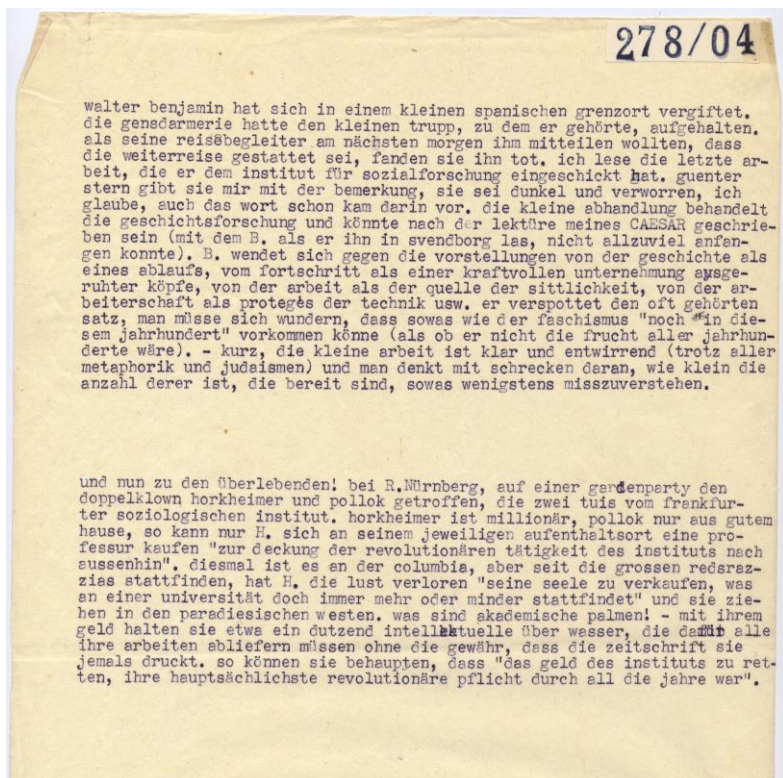 278/04
walter benjamin hat sich in einem kleinen spanischen grenzort vergiftet.
die gensdarmerie hatte den kleinen trupp, zu dem er gehörte, aufgehalten.
als seine reisebegleiter am nächsten morgen ihm mitteilen wollten, dass
die weiterreise gestattet sei, fanden sie ihn tot. ich lese die letzte ar-
beit, die er dem institut für sozialforschung eingeschickt hat. guenter
stern gibt sie mir mit der bemerkung, sie sei dunkel und verworren, ich
glaube, auch das wort schon kam darin vor. die kleine abhandlung behandelt
die geschichtsforschung und könnte nach der lektüre meines CAESAR geschrie-
ben sein (mit dem B. als er ihn in svendborg las, nicht allzuviel anfan-
gen konnte). B. wendet sich gegen die vorstellungen von der geschichte als
eines ablaufs, vom fortschritt als einer kraftvollen unternehmung ausge-
ruhter köpfe, von der arbeit als der quelle der sittlichkeit, von der ar-
beiterschaft als protegés der technik usw. er verspottet den oft gehörten
satz, man müsse sich wundern, dass sowas wie der faschismus "noch in die-
sem jahrhundert" vorkommen könne (als ob er nicht die frucht aller jahrhun-
derte wäre). - kurz, die kleine arbeit ist klar und entwirrend (trotz aller
metaphorik und judaismen) und man denkt mit schrecken daran, wie klein die
anzahl derer ist, die bereit sind, sowas wenigstens misszuverstehen.
und nun zu den überlebenden! bei R.Nürnberg, auf einer gardenparty den
doppelklown horkheimer und pollok getroffen, die zwei tuis vom frankfur-
ter soziologischen institut. horkheimer ist millionär, pollok nur aus gutem
hause, so kann nur H. sich an seinem jeweiligen aufenthaltsort eine pro-
fessur kaufen "zur deckung der revolutionären tätigkeit des instituts nach
aussenhin". diesmal ist es an der columbia, aber seit die grossen redsraz-
zias stattfinden, hat H. die lust verloren "seine seele zu verkaufen, was
an einer universität doch immer mehr oder minder stattfindet" und sie zie-
hen in den paradiesischen westen. was sind akademische palmen! - mit ihrem
geld halten sie etwa ein dutzend intellektuelle über wasser, die dafür alle
ihre arbeiten abliefern müssen ohne die gewähr, dass die zeitschrift sie
jemals druckt. so können sie behaupten, dass "das geld des instituts zu ret-
ten, ihre hauptsächlichste revolutionäre pflicht durch all die jahre war".